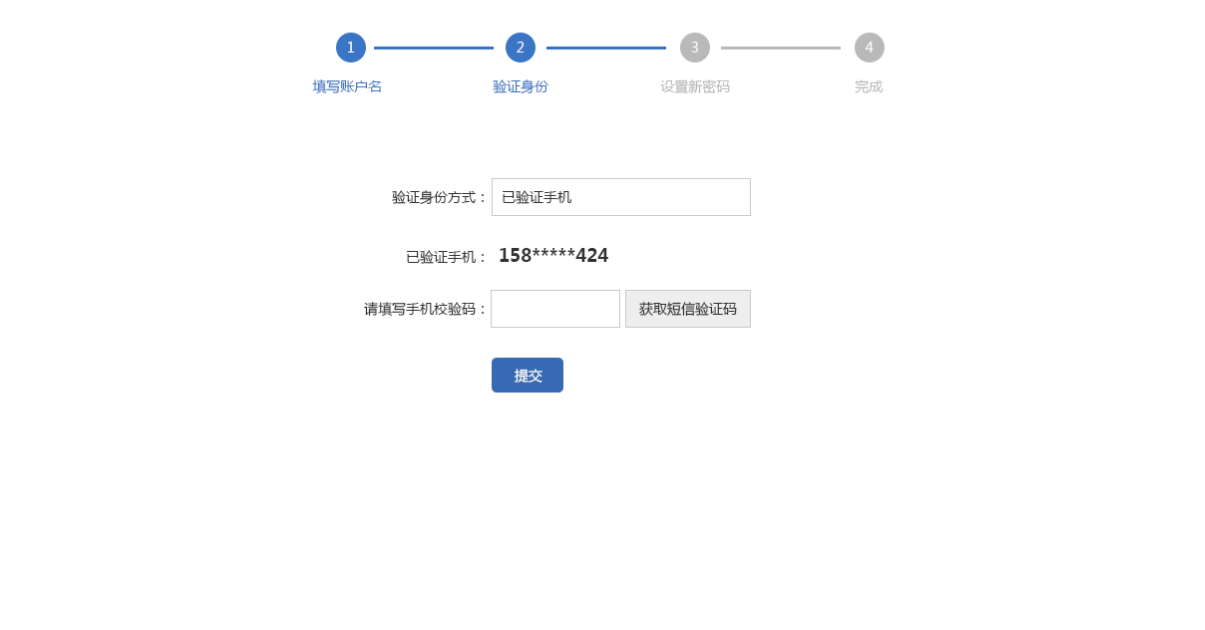 1 2 3 4
填写账户名 验证身份 设置新密码 完成
验证身份方式： 已验证手机
已验证手机： 158*****424
请填写手机校验码： 获取短信验证码
提交